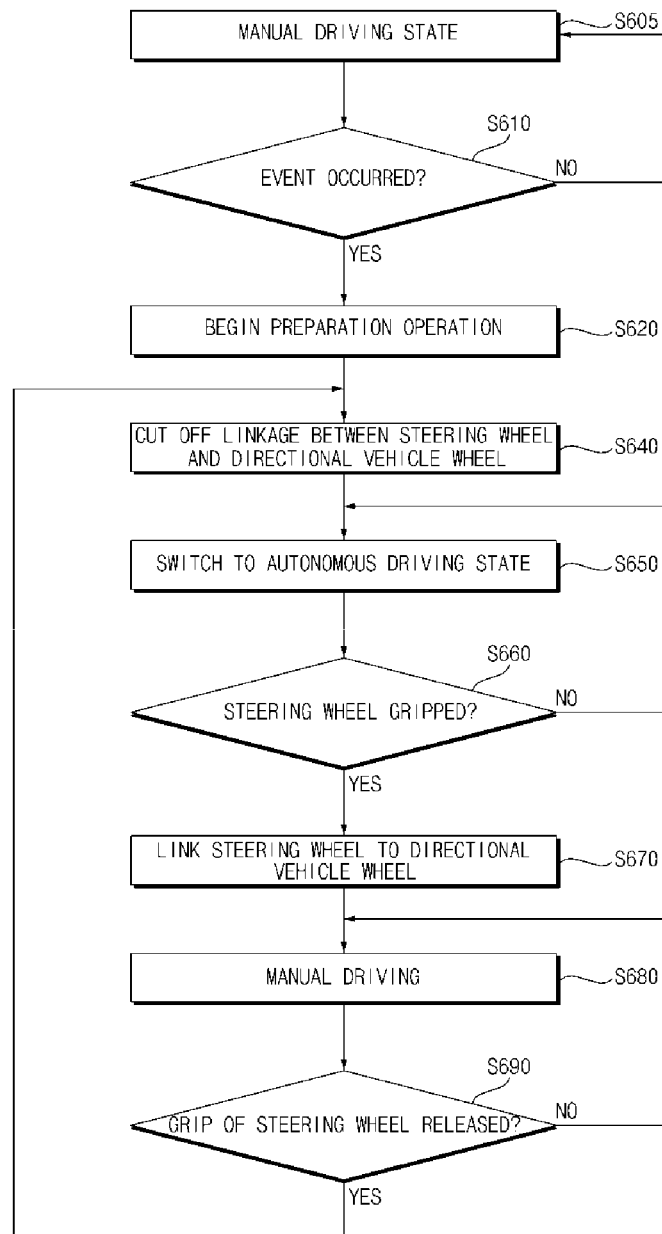 MANUAL DRIVING STATE
S605
S610
EVENT OCCURRED?
NO
YES
BEGIN PREPARATION OPERATION
S620
CUT OFF LINKAGE BETWEEN STEERING WHEEL
AND DIRECTIONAL VEHICLE WHEEL
S640
SWITCH TO AUTONOMOUS DRIVING STATE
S650
S660
STEERING WHEEL GRIPPED?
NO
YES
LINK STEERING WHEEL TO DIRECTIONAL
VEHICLE WHEEL
S670
MANUAL DRIVING
S680
S690
GRIP OF STEERING WHEEL RELEASED?
NO
YES